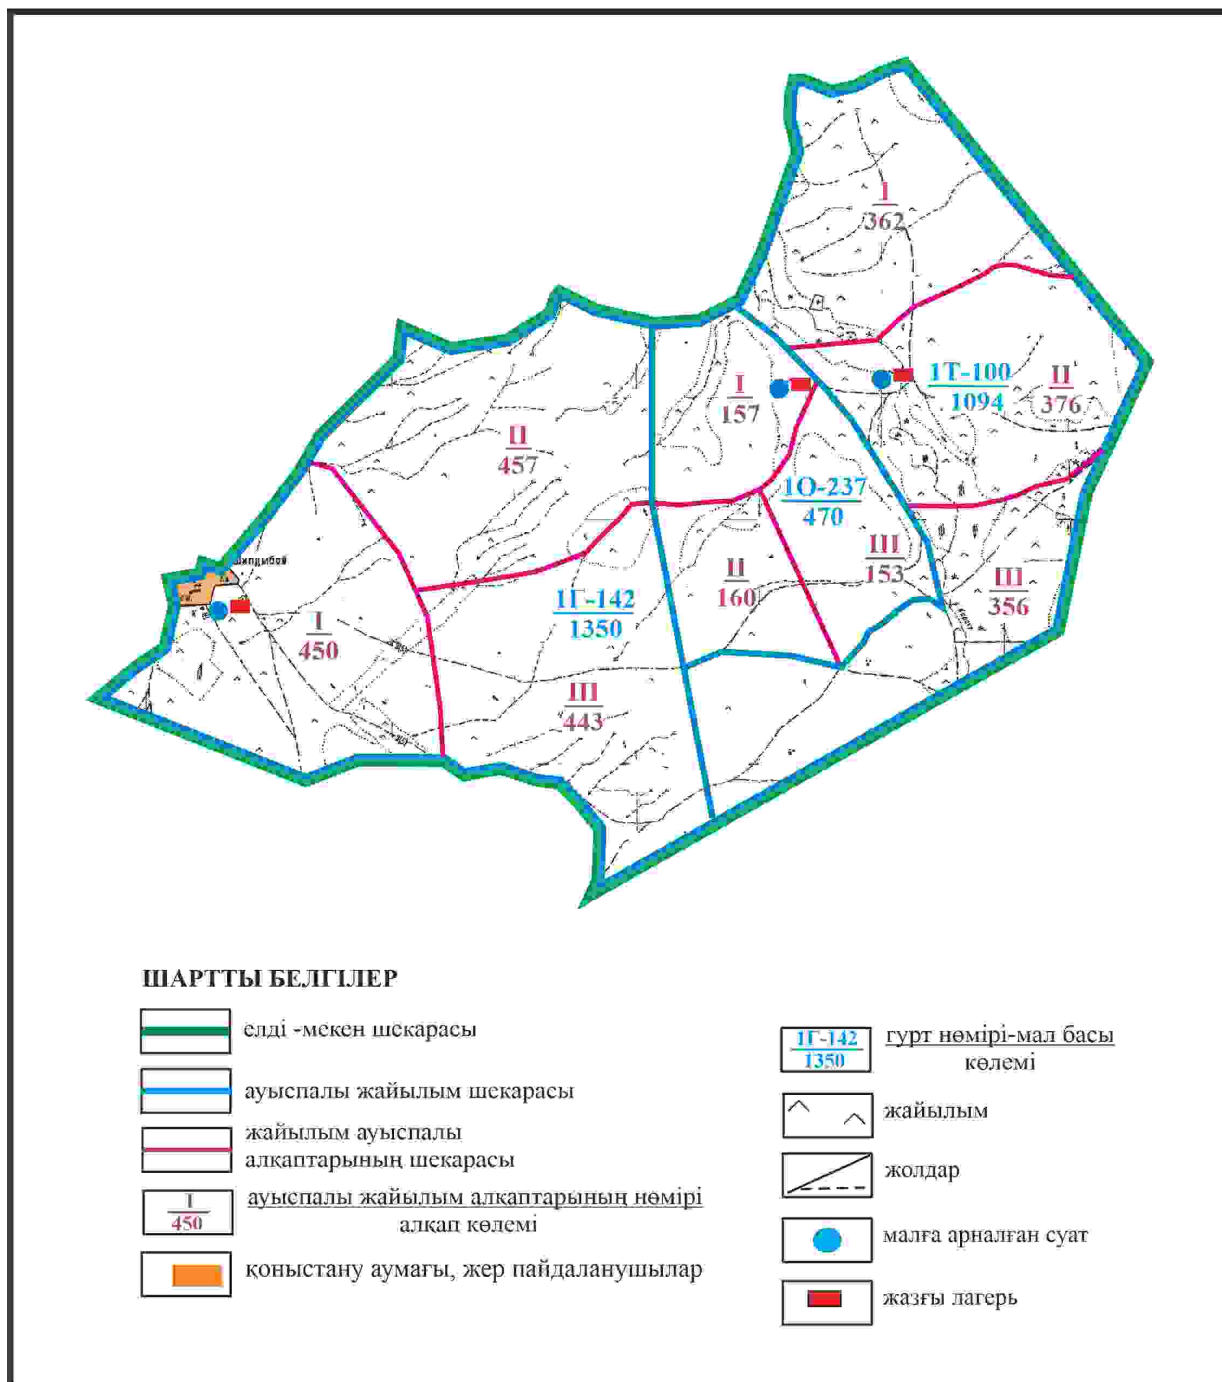 I
362
1Т-100
1094
II
376
I
157
II
457
1О-237
470
III
153
II
160
III
356
1Г-142
1350
I
450
III
443
ШАРТТЫ БЕЛГІЛЕР
елді -мекен шекарасы
ауыспалы жайылым шекарасы
жайылым ауыспалы
алқаптарының шекарасы
I
450
ауыспалы жайылым алқаптарының нөмірі
алқап көлемі
қоныстану аумағы, жер пайдаланушылар
1Г-142
1350
гурт нөмірі-мал басы
көлемі
жайылым
жолдар
малға арналған суат
жазғы лагерь